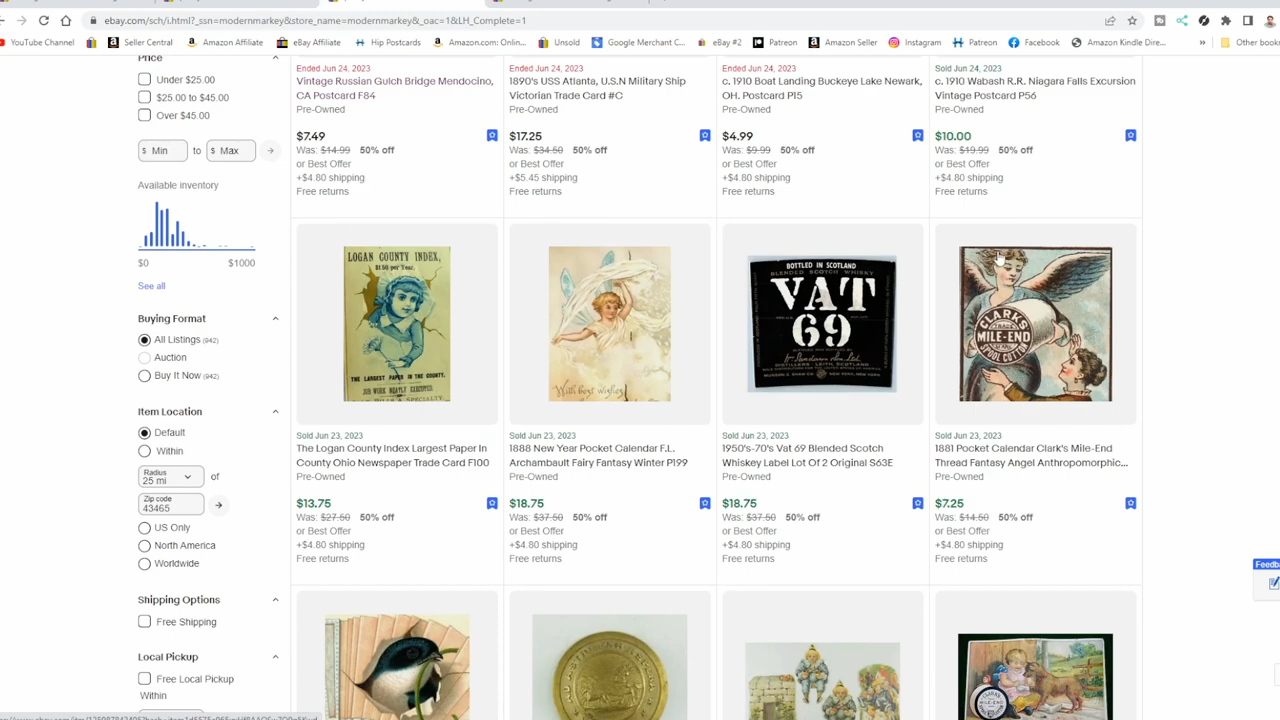 ebay.com/sch/i.html?_ssn=modernmarkey&store_name=modernmarkey&_oac=1&LH_Complete=1
YouTube Channel
Seller Central
Amazon Affiliate
eBay Affiliate
Hip Postcards
Amazon.com: Onlin...
Unsold
Google Merchant C...
eBay #2
Patreon
Amazon Seller
Instagram
Patreon
Facebook
Amazon Kindle Dire...
Other book
Price
Under $25.00
$25.00 to $45.00
Over $45.00
$ Min to $ Max
Available inventory
$0 $1000
See all
Buying Format
All Listings (942)
Auction
Buy It Now (942)
Item Location
Default
Within
Radius
25 mi
of
Zip code
43465
US Only
North America
Worldwide
Shipping Options
Free Shipping
Local Pickup
Free Local Pickup
Within
Ended Jun 24, 2023
Vintage Russian Gulch Bridge Mendocino,
CA Postcard F84
Pre-Owned
$7.49
Was: $14.99 50% off
or Best Offer
+$4.80 shipping
Free returns
Ended Jun 24, 2023
1890's USS Atlanta, U.S.N Military Ship
Victorian Trade Card #C
Pre-Owned
$17.25
Was: $34.50 50% off
or Best Offer
+$5.45 shipping
Free returns
Ended Jun 24, 2023
c. 1910 Boat Landing Buckeye Lake Newark,
OH. Postcard P15
Pre-Owned
$4.99
Was: $9.99 50% off
or Best Offer
+$4.80 shipping
Free returns
Sold Jun 24, 2023
c. 1910 Wabash R.R. Niagara Falls Excursion
Vintage Postcard P56
Pre-Owned
$10.00
Was: $19.99 50% off
or Best Offer
+$4.80 shipping
Free returns
LOGAN COUNTY INDEX,
$1.50 per Year.
THE LARGEST PAPER IN THE COUNTY.
JOB WORK NEATLY EXECUTED.
Sold Jun 23, 2023
The Logan County Index Largest Paper In
County Ohio Newspaper Trade Card F100
Pre-Owned
$13.75
Was: $27.50 50% off
or Best Offer
+$4.80 shipping
Free returns
With best wishes
Sold Jun 23, 2023
1888 New Year Pocket Calendar F.L.
Archambault Fairy Fantasy Winter P199
Pre-Owned
$18.75
Was: $37.50 50% off
or Best Offer
+$4.80 shipping
Free returns
BOTTLED IN SCOTLAND
BLENDED SCOTCH WHISKY
VAT
69
Sold Jun 23, 2023
1950's-70's Vat 69 Blended Scotch
Whiskey Label Lot Of 2 Original S63E
Pre-Owned
$18.75
Was: $37.50 50% off
or Best Offer
+$4.80 shipping
Free returns
CLARK'S
TRADE MARK
MILE-END
SPOOL COTTON
Sold Jun 23, 2023
1881 Pocket Calendar Clark's Mile-End
Thread Fantasy Angel Anthropomorphic...
Pre-Owned
$7.25
Was: $14.50 50% off
or Best Offer
+$4.80 shipping
Free returns
CLARK'S
MILE-END
Feedba